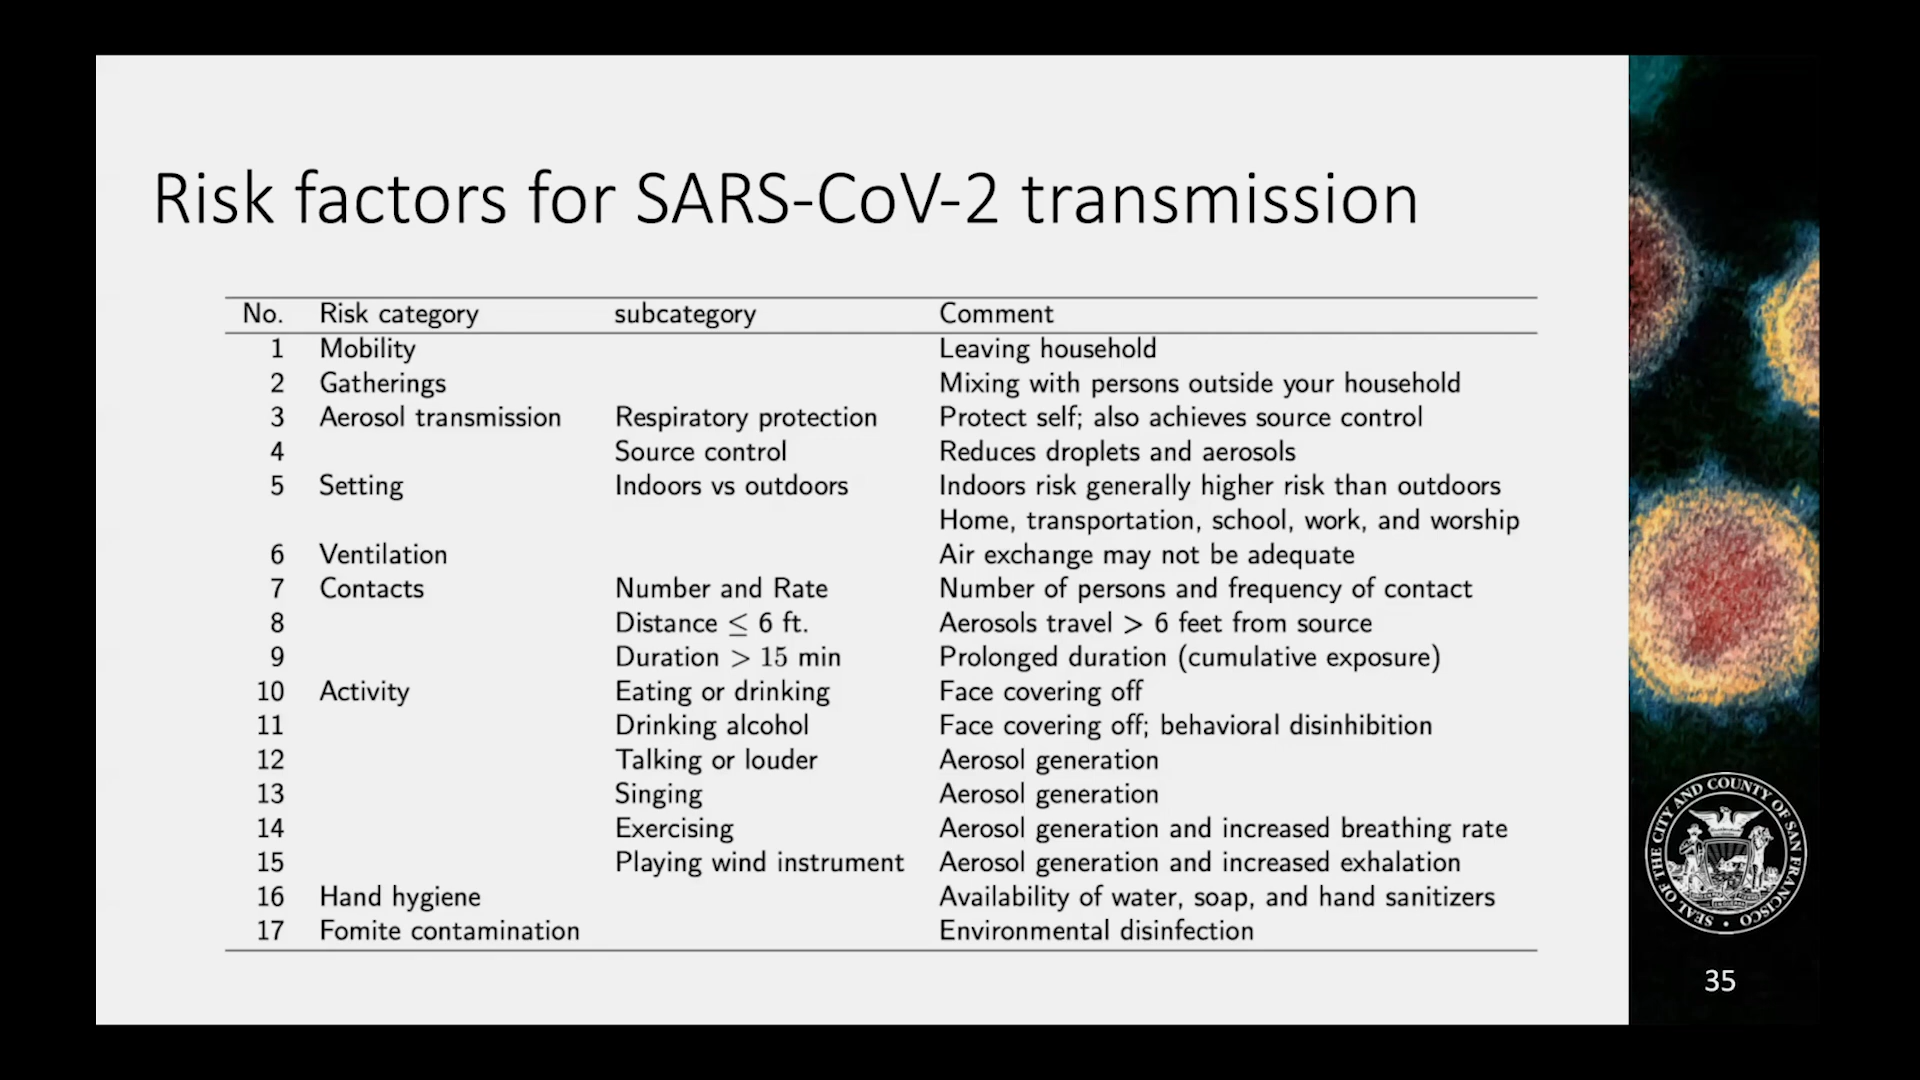 Risk factors for SARS-CoV-2 transmission
No. Risk category subcategory Comment
1 Mobility Leaving household
2 Gatherings Mixing with persons outside your household
3 Aerosol transmission Respiratory protection Protect self; also achieves source control
4 Source control Reduces droplets and aerosols
5 Setting Indoors vs outdoors Indoors risk generally higher risk than outdoors
Home, transportation, school, work, and worship
6 Ventilation Air exchange may not be adequate
7 Contacts Number and Rate Number of persons and frequency of contact
8 Distance ≤ 6 ft. Aerosols travel > 6 feet from source
9 Duration > 15 min Prolonged duration (cumulative exposure)
10 Activity Eating or drinking Face covering off
11 Drinking alcohol Face covering off; behavioral disinhibition
12 Talking or louder Aerosol generation
13 Singing Aerosol generation
14 Exercising Aerosol generation and increased breathing rate
15 Playing wind instrument Aerosol generation and increased exhalation
16 Hand hygiene Availability of water, soap, and hand sanitizers
17 Fomite contamination Environmental disinfection
SEAL OF THE CITY AND COUNTY OF SAN FRANCISCO
35